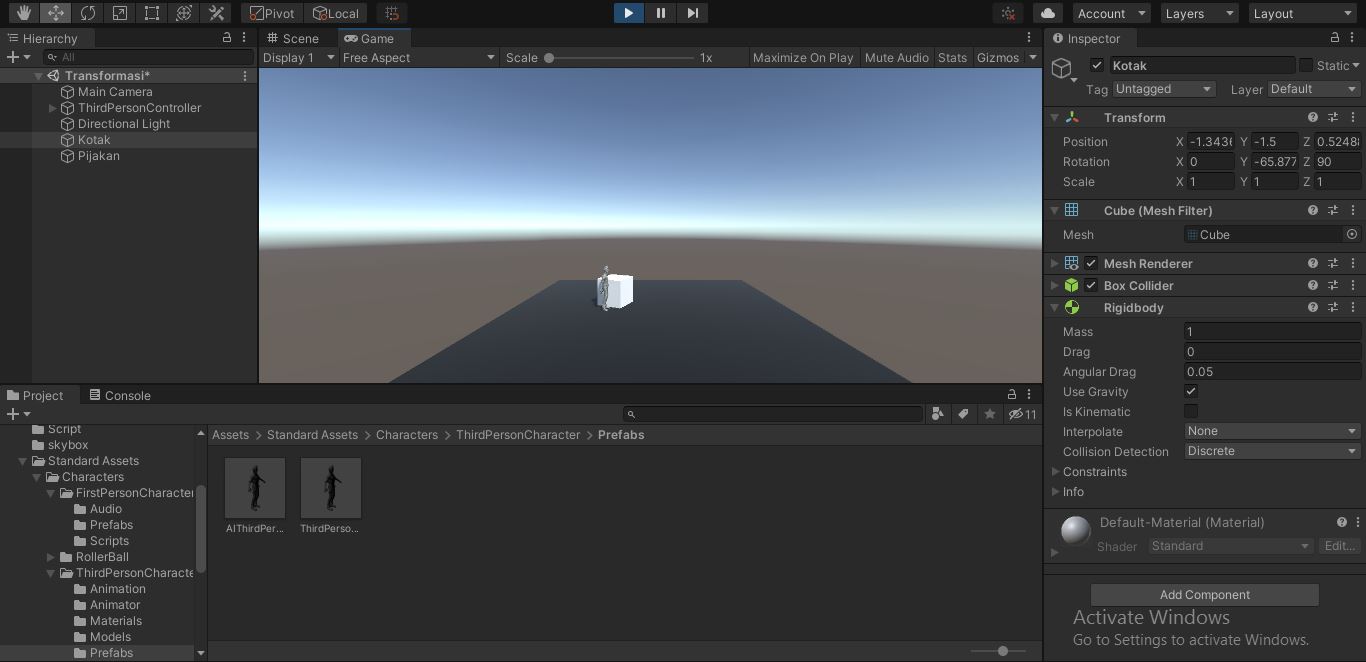 Pivot Local Account Layers Layout
Hierarchy Scene Game Inspector
All Display 1 Free Aspect Scale 1x Maximize On Play Mute Audio Stats Gizmos Kotak Static
Transformasi* Tag Untagged Layer Default
Main Camera
ThirdPersonController Transform
Directional Light
Kotak Position X -1.3436 Y -1.5 Z 0.5248
Pijakan Rotation X 0 Y -65.877 Z 90
Scale X 1 Y 1 Z 1
Cube (Mesh Filter)
Mesh Cube
Mesh Renderer
Box Collider
Rigidbody
Mass 1
Drag 0
Angular Drag 0.05
Use Gravity
Is Kinematic
Interpolate None
Collision Detection Discrete
Constraints
Info
Default-Material (Material)
Shader Standard Edit...
Add Component
Activate Windows
Go to Settings to activate Windows.
Project Console
11
Script
skybox
Standard Assets
Characters
FirstPersonCharacter
Audio
Prefabs
Scripts
RollerBall
ThirdPersonCharacte
Animation
Animator
Materials
Models
Prefabs
Assets > Standard Assets > Characters > ThirdPersonCharacter > Prefabs
AIThirdPer... ThirdPerso...